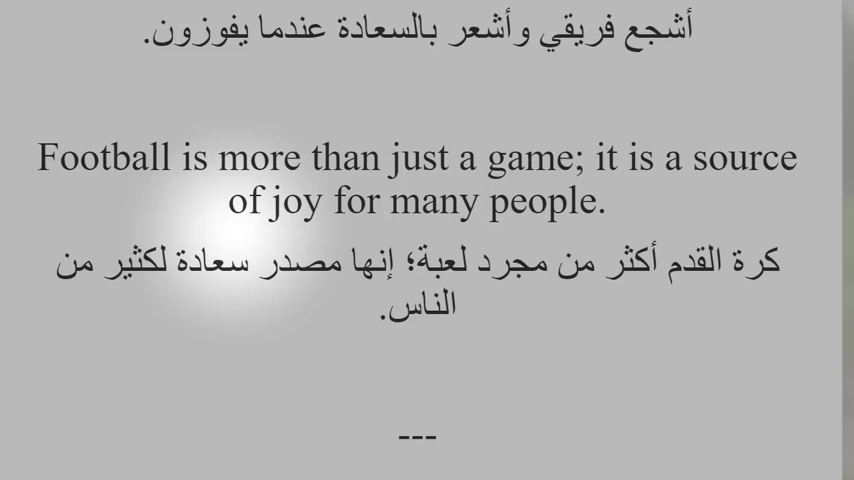 أشجع فريقي وأشعر بالسعادة عندما يفوزون.
Football is more than just a game; it is a source
of joy for many people.
كرة القدم أكثر من مجرد لعبة؛ إنها مصدر سعادة لكثير من
الناس.
---